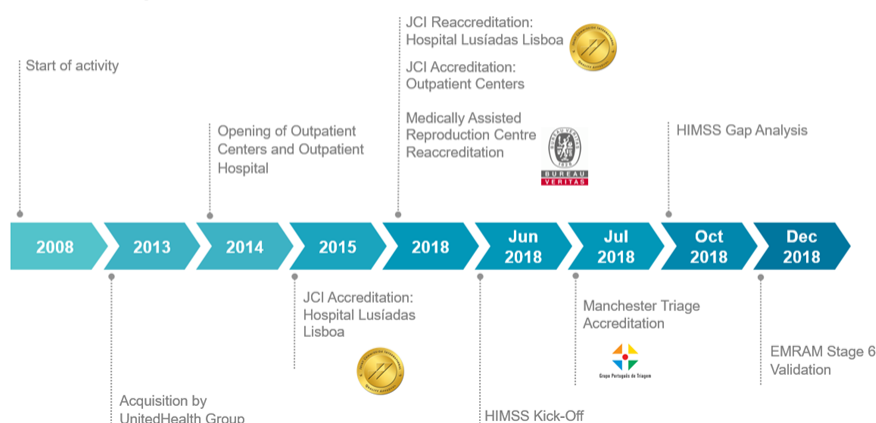 JCI Reaccreditation:
Hospital Lusíadas Lisboa
JCI Accreditation:
Outpatient Centers
Medically Assisted
Reproduction Centre
Reaccreditation
BUREAU
VERITAS
Start of activity
Opening of Outpatient
Centers and Outpatient
Hospital
HIMSS Gap Analysis
2008
2013
2014
2015
2018
Jun
2018
Jul
2018
Oct
2018
Dec
2018
JCI Accreditation:
Hospital Lusíadas
Lisboa
Manchester Triage
Accreditation
Grupo Português de Triagem
EMRAM Stage 6
Validation
Acquisition by
UnitedHealth Group
HIMSS Kick-Off